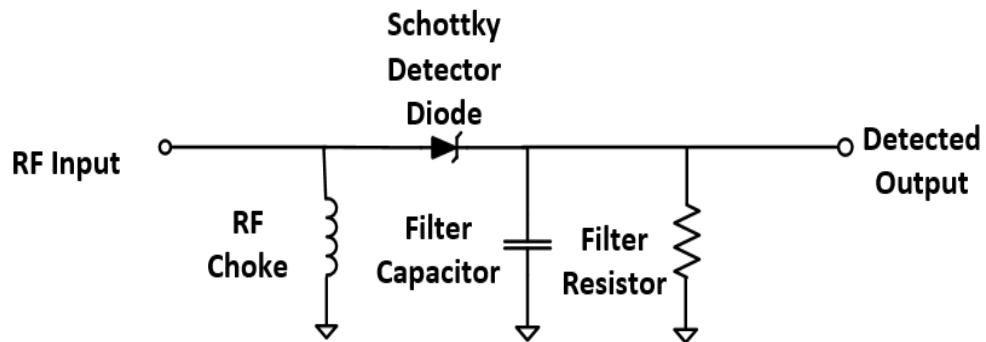 Schottky
Detector
Diode
RF Input
Detected
Output
RF
Choke
Filter
Capacitor
Filter
Resistor